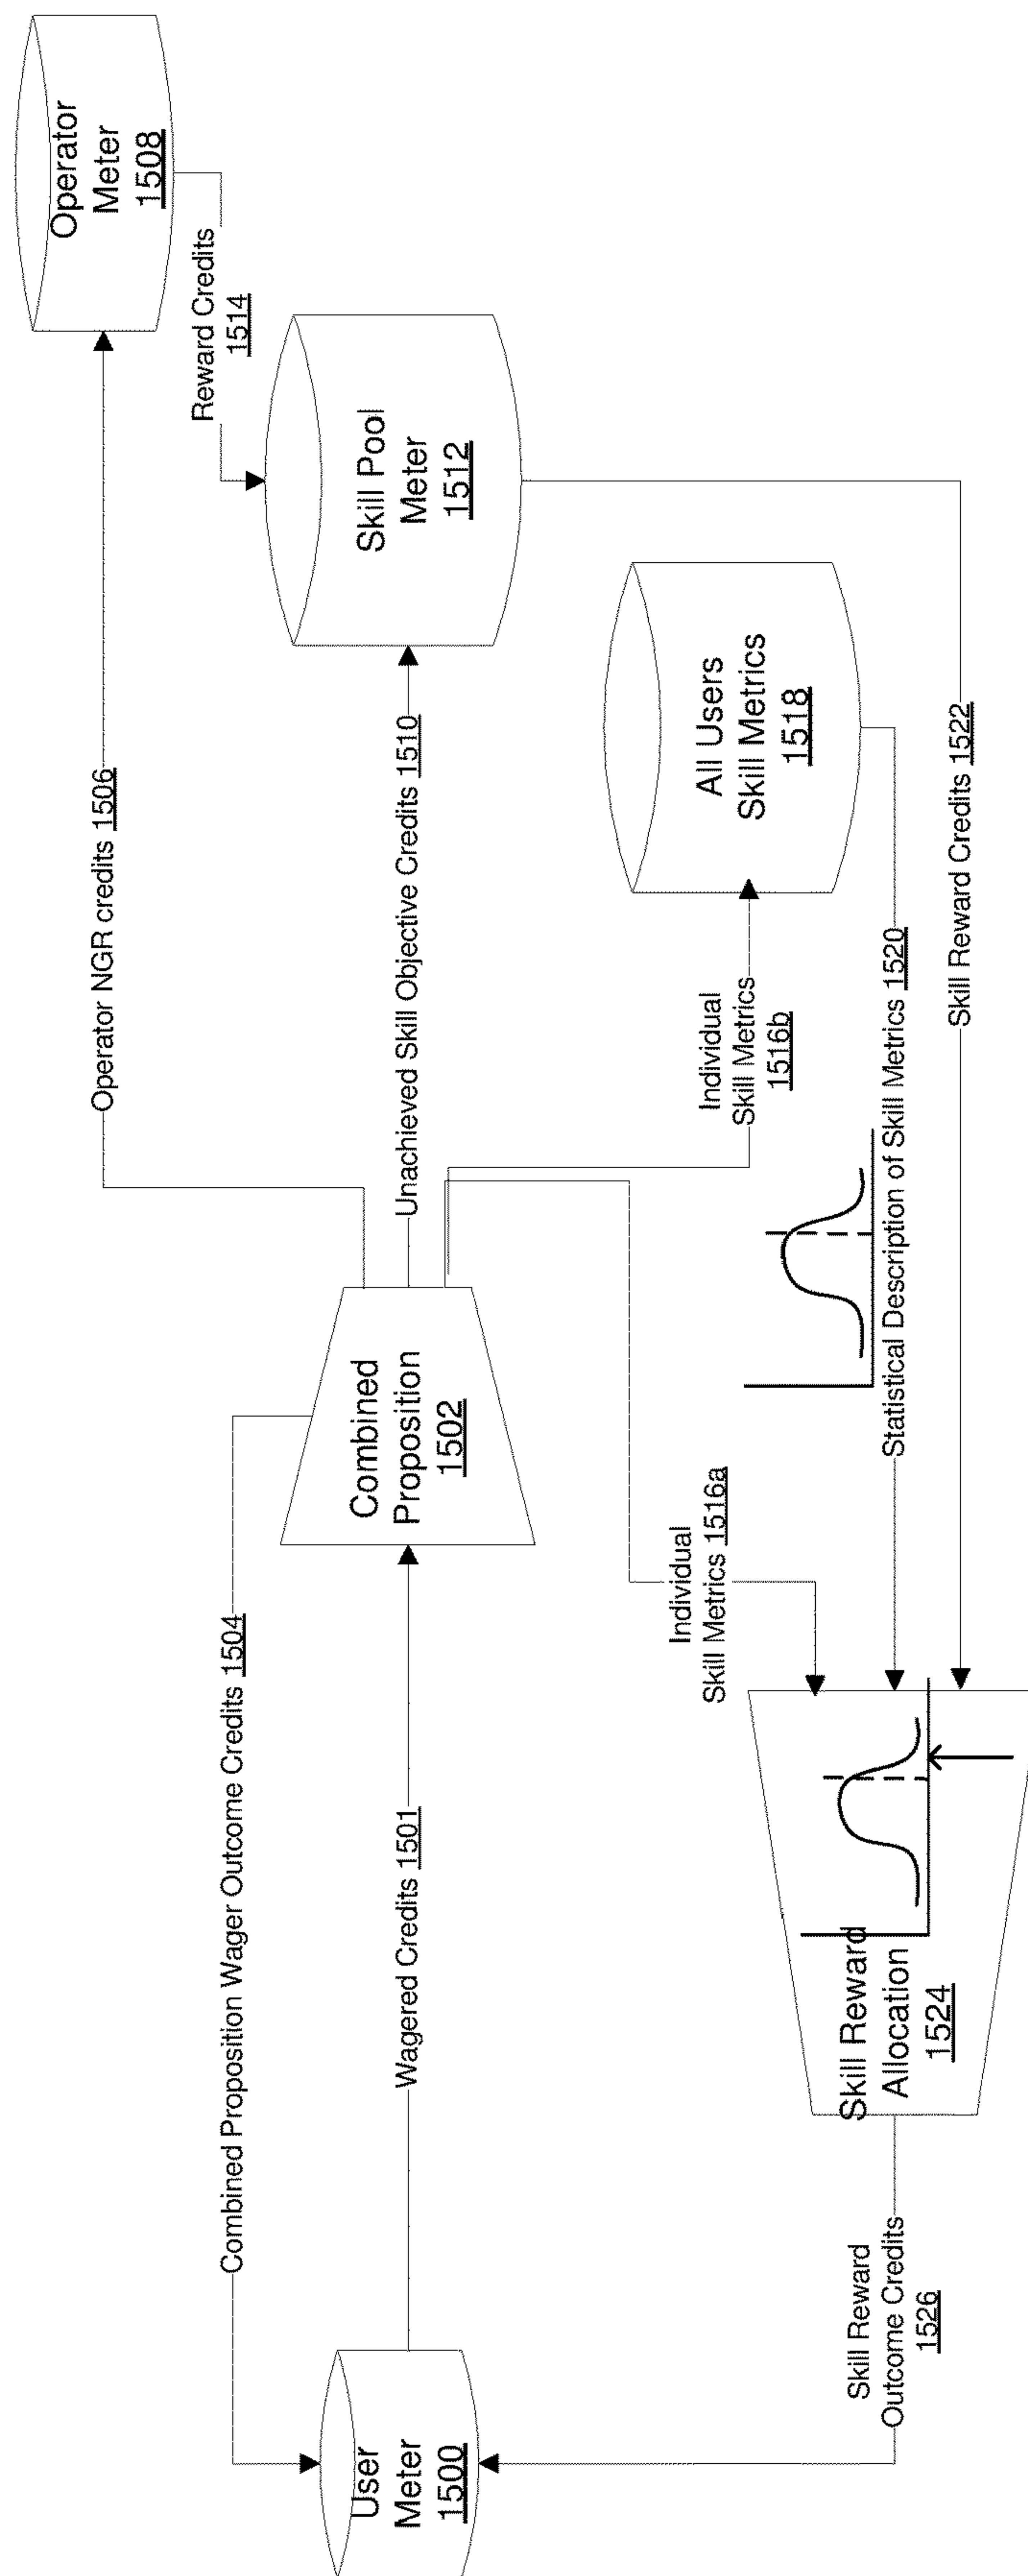 Operator
Meter
1508
Operator NGR credits 1506
Reward Credits
1514
Combined Proposition Wager Outcome Credits 1504
User
Meter
1500
Wagered Credits 1501
Combined
Proposition
1502
Unachieved Skill Objective Credits 1510
Skill Pool
Meter
1512
Individual
Skill Metrics 1516a
Individual
Skill Metrics
1516b
All Users
Skill Metrics
1518
Skill Reward
Outcome Credits
1526
Skill Reward
Allocation
1524
Statistical Description of Skill Metrics 1520
Skill Reward Credits 1522